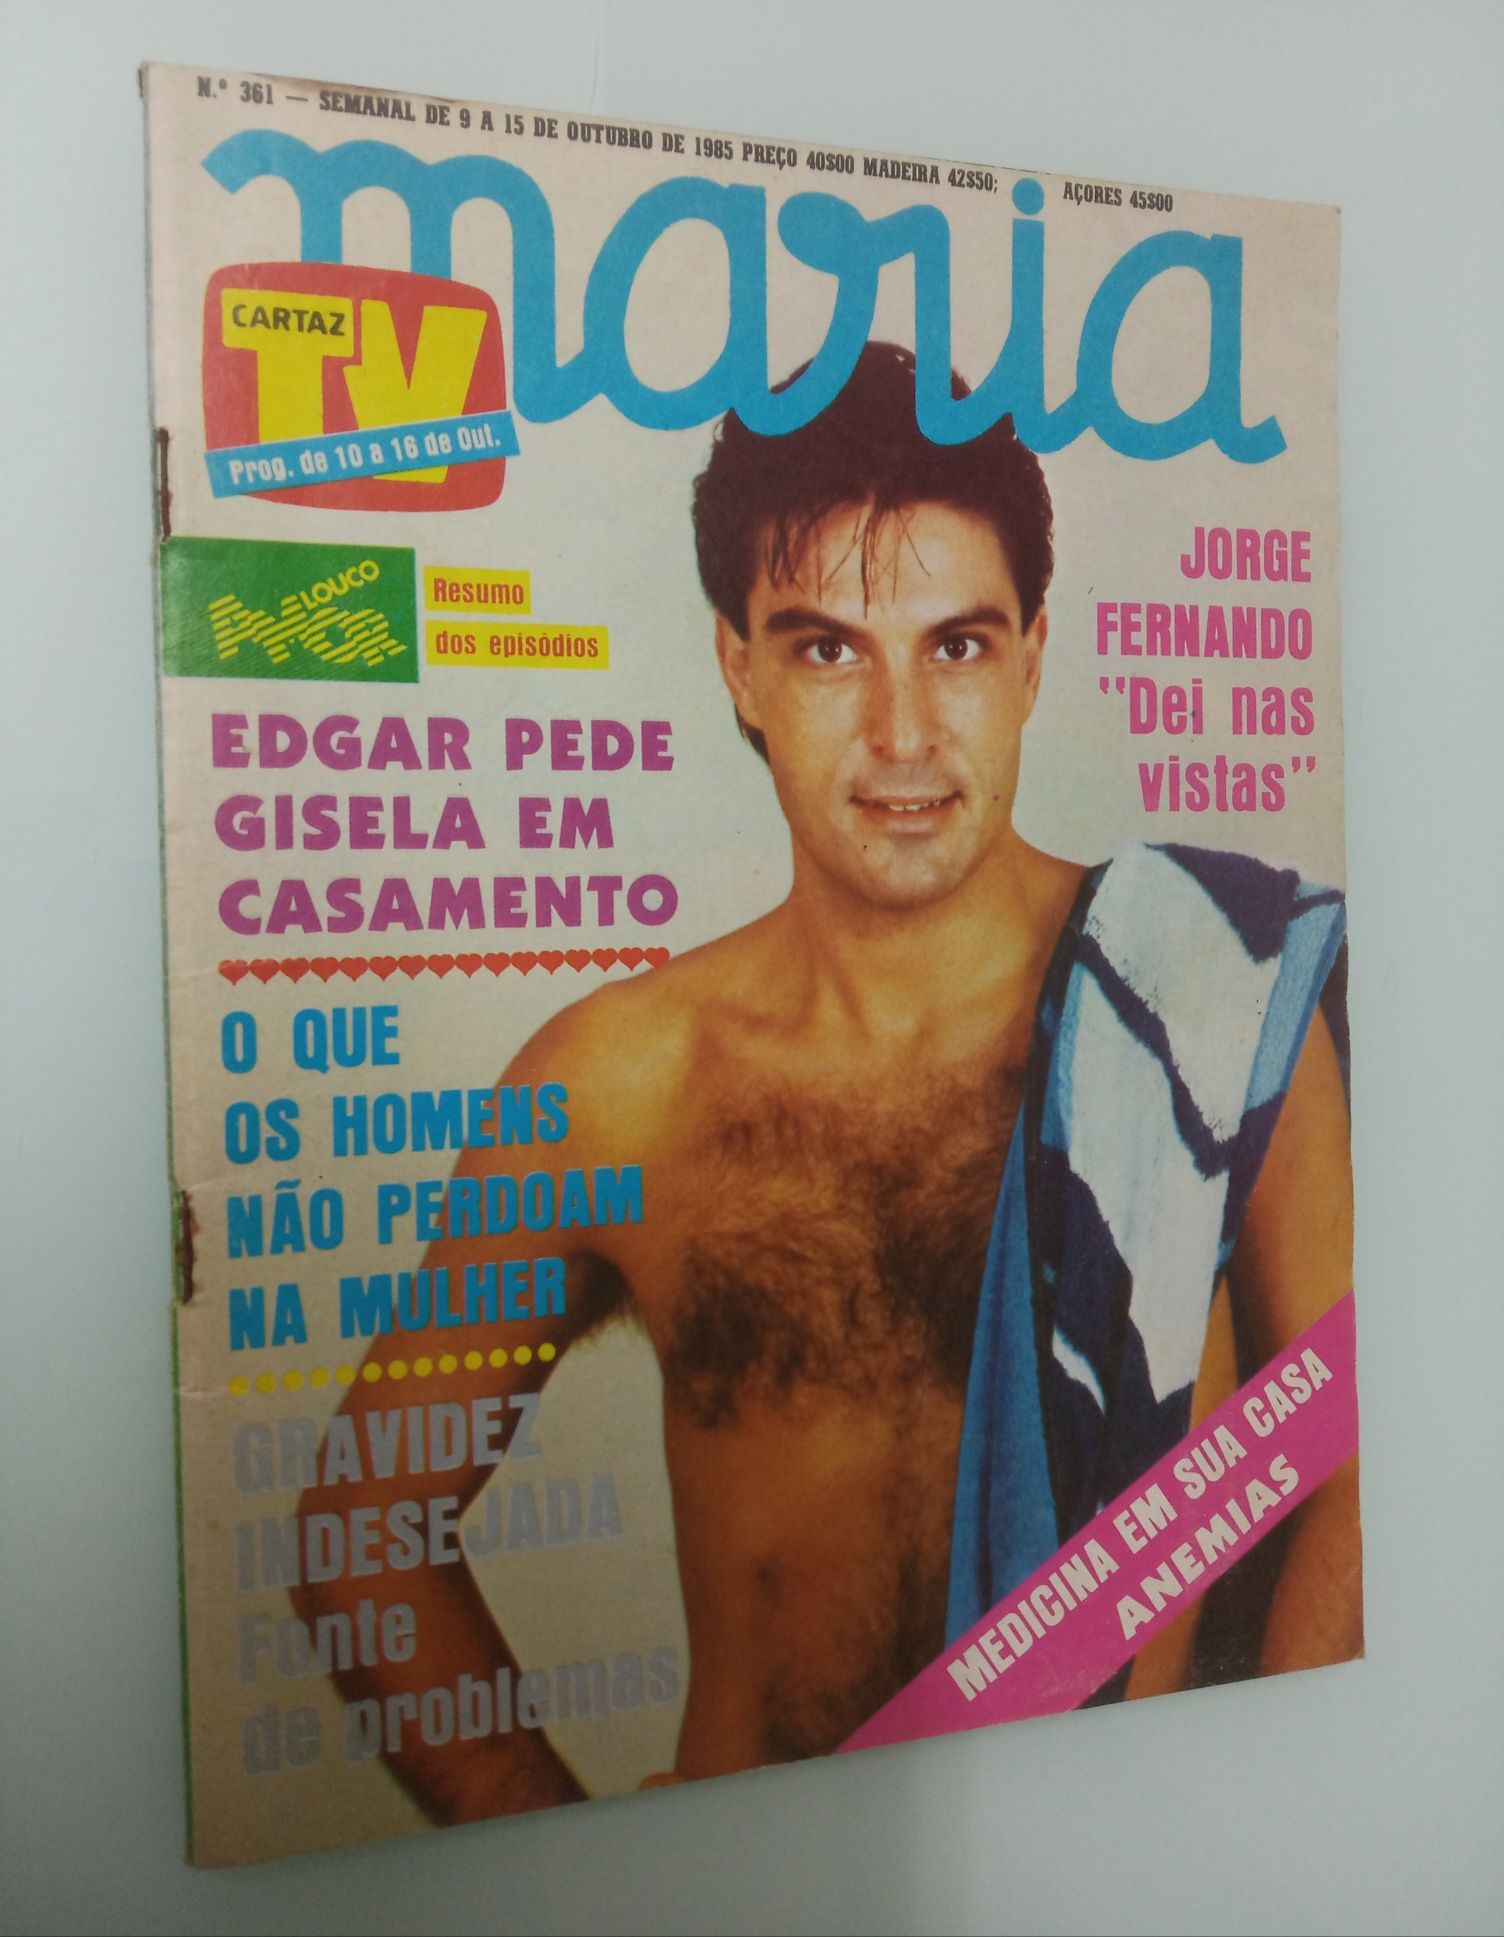 N.º 361 — SEMANAL DE 9 A 15 DE OUTUBRO DE 1985 PREÇO 40$00 MADEIRA 42$50; AÇORES 45$00
maria
CARTAZ
TV
Prog. de 10 a 16 de Out.
LOUCO
AMOR
Resumo
dos episódios
JORGE
FERNANDO
"Dei nas
vistas"
EDGAR PEDE
GISELA EM
CASAMENTO
O QUE
OS HOMENS
NÃO PERDOAM
NA MULHER
GRAVIDEZ
INDESEJADA
Fonte
de problemas
MEDICINA EM SUA CASA
ANEMIAS